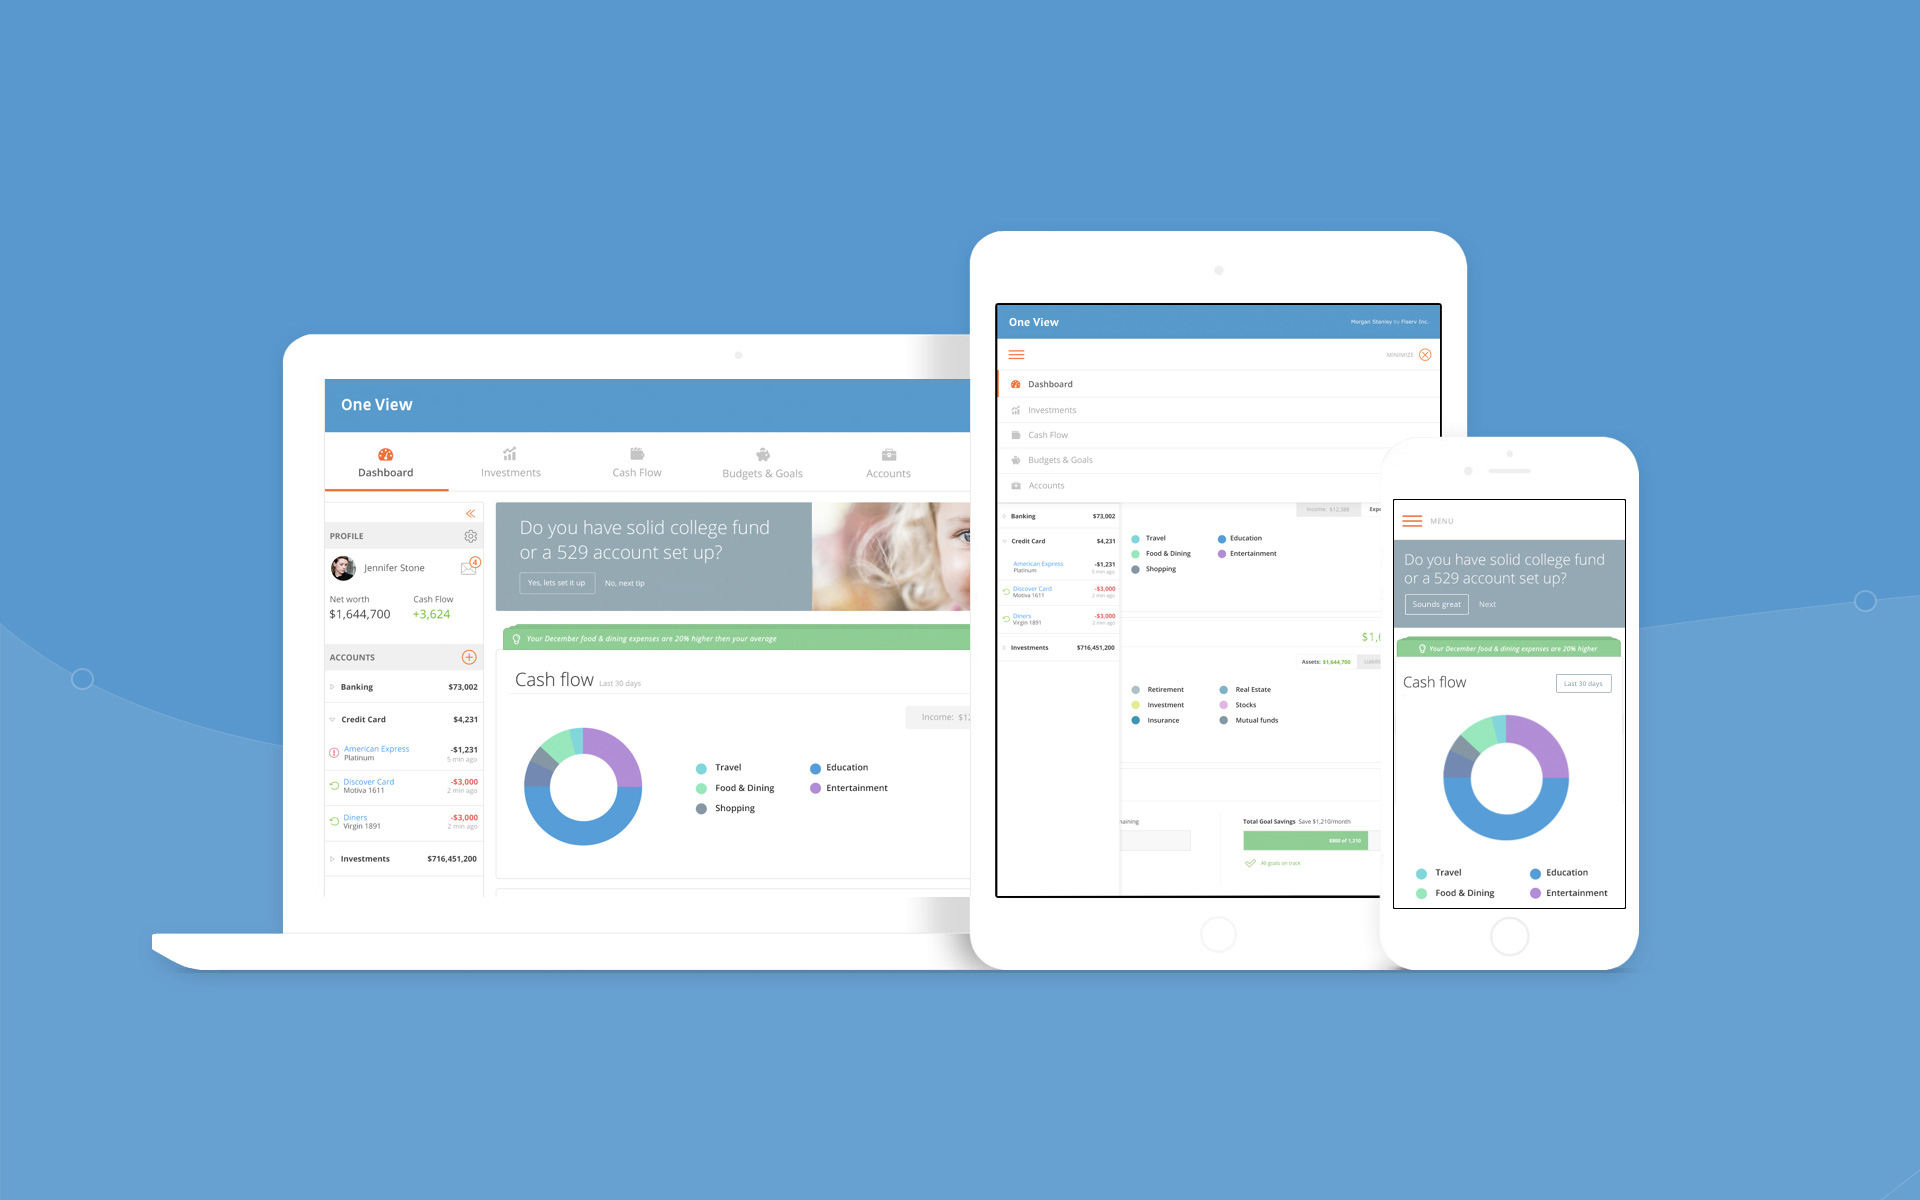 One View
Dashboard
Investments
Cash Flow
Budgets & Goals
Accounts
PROFILE
Jennifer Stone
4
Net worth
Cash Flow
$1,644,700
+3,624
ACCOUNTS
Banking $73,002
Credit Card $4,231
American Express -$1,231
Platinum 5 min ago
Discover Card -$3,000
Motiva 1611 2 min ago
Diners -$3,000
Virgin 1891 2 min ago
Investments $716,451,200
Do you have solid college fund
or a 529 account set up?
Yes, lets set it up No, next tip
Your December food & dining expenses are 20% higher then your average
Cash flow Last 30 days
Income: $12
Travel Education
Food & Dining Entertainment
Shopping
One View Morgan Stanley by Fiserv Inc.
MINIMIZE
Dashboard
Investments
Cash Flow
Budgets & Goals
Accounts
Banking $73,002
Credit Card $4,231
American Express -$1,231
Platinum 5 min ago
Discover Card -$3,000
Motiva 1611 2 min ago
Diners -$3,000
Virgin 1891 2 min ago
Investments $716,451,200
Income: $12,388 Expe
Travel Education
Food & Dining Entertainment
Shopping
$1,6
Assets: $1,644,700
Retirement Real Estate
Investment Stocks
Insurance Mutual funds
naining
Total Goal Savings Save $1,210/month
$800 of 1,210
All goals on track
MENU
Do you have solid college fund
or a 529 account set up?
Sounds great Next
Your December food & dining expenses are 20% higher
Cash flow Last 30 days
Travel Education
Food & Dining Entertainment